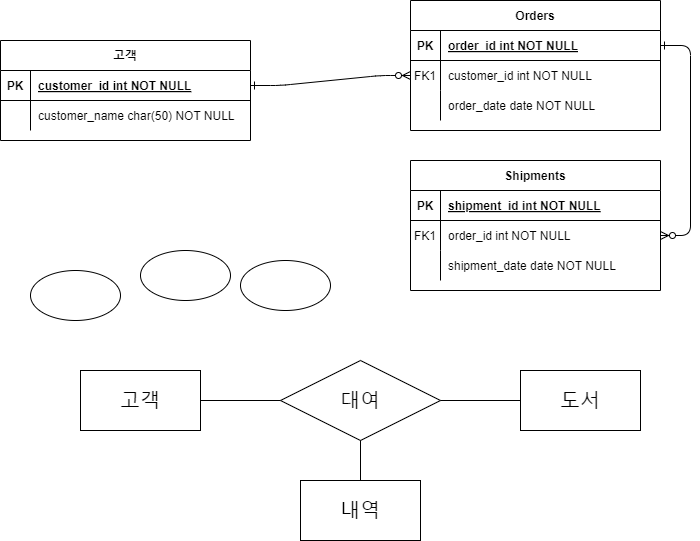 고객
PK customer_id int NOT NULL
customer_name char(50) NOT NULL
Orders
PK order_id int NOT NULL
FK1 customer_id int NOT NULL
order_date date NOT NULL
Shipments
PK shipment_id int NOT NULL
FK1 order_id int NOT NULL
shipment_date date NOT NULL
고객 대여 도서
내역